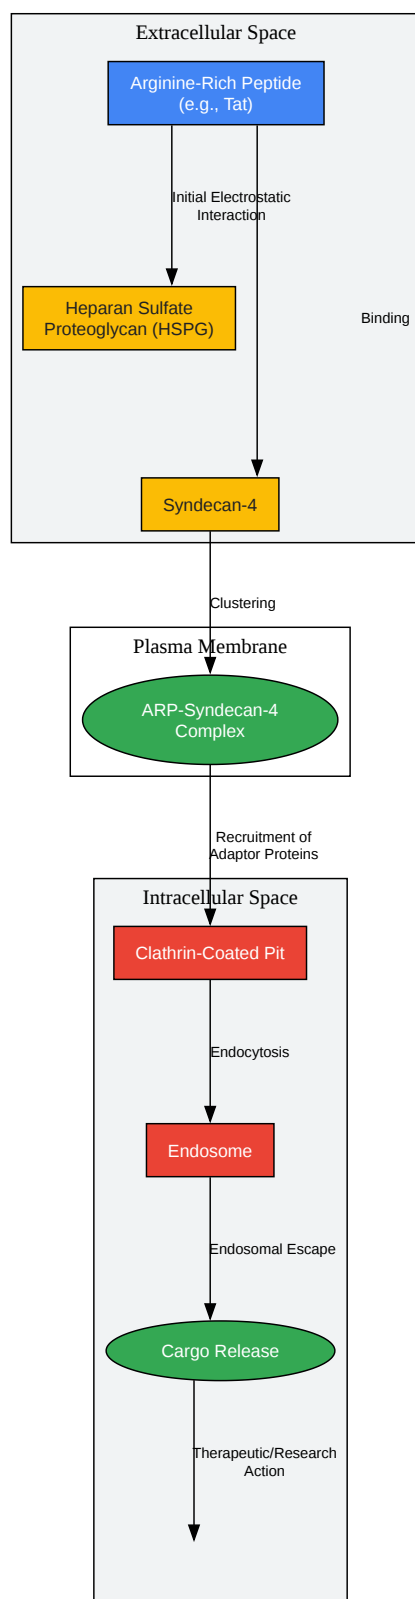 Extracellular Space
Arginine-Rich Peptide
(e.g., Tat)
Initial Electrostatic
Interaction
Heparan Sulfate
Proteoglycan (HSPG)
Binding
Syndecan-4
Clustering
Plasma Membrane
ARP-Syndecan-4
Complex
Recruitment of
Adaptor Proteins
Intracellular Space
Clathrin-Coated Pit
Endocytosis
Endosome
Endosomal Escape
Cargo Release
Therapeutic/Research
Action